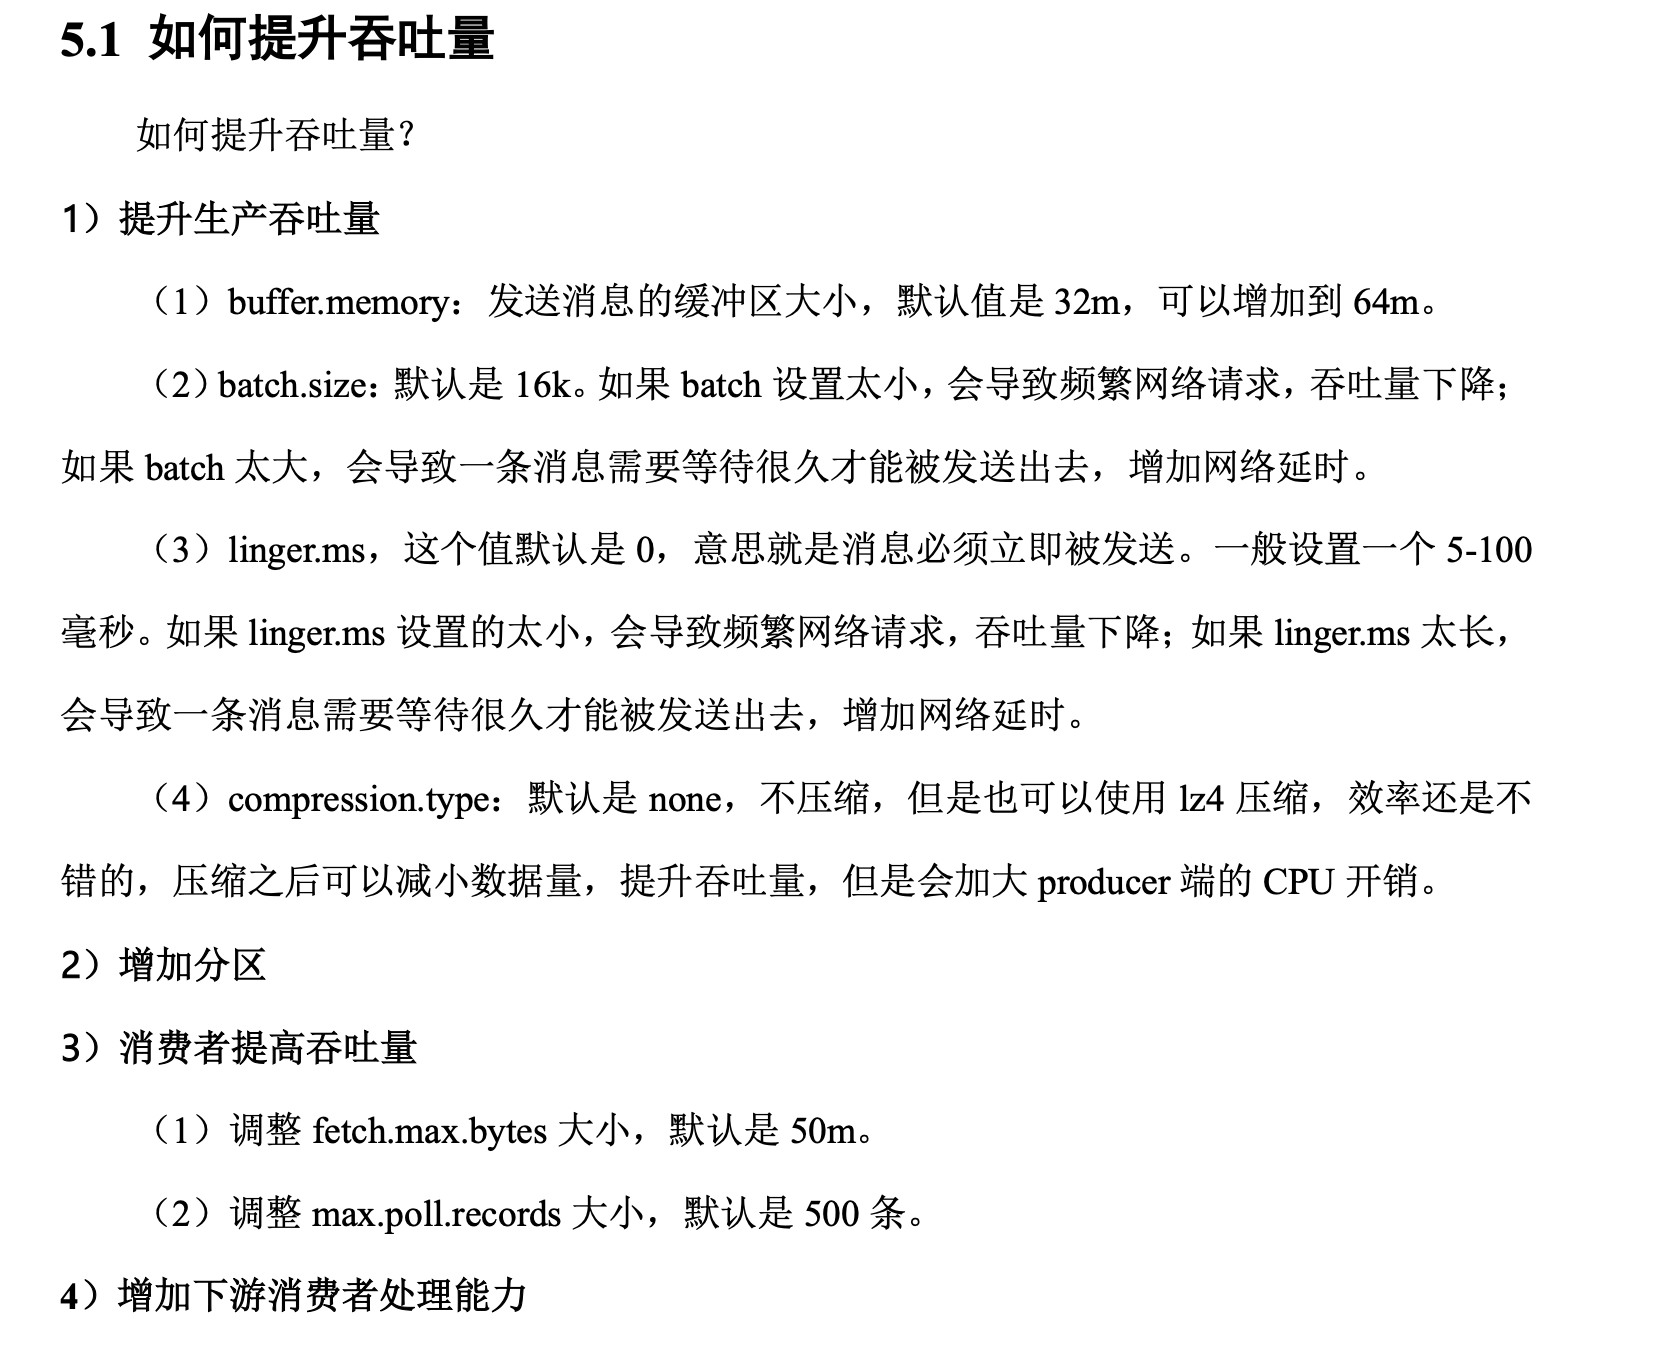 5.1 如何提升吞吐量
如何提升吞吐量？
1）提升生产吞吐量
（1）buffer.memory：发送消息的缓冲区大小，默认值是 32m，可以增加到 64m。
（2）batch.size：默认是 16k。如果 batch 设置太小，会导致频繁网络请求，吞吐量下降；
如果 batch 太大，会导致一条消息需要等待很久才能被发送出去，增加网络延时。
（3）linger.ms，这个值默认是 0，意思就是消息必须立即被发送。一般设置一个 5-100
毫秒。如果 linger.ms 设置的太小，会导致频繁网络请求，吞吐量下降；如果 linger.ms 太长，
会导致一条消息需要等待很久才能被发送出去，增加网络延时。
（4）compression.type：默认是 none，不压缩，但是也可以使用 lz4 压缩，效率还是不
错的，压缩之后可以减小数据量，提升吞吐量，但是会加大 producer 端的 CPU 开销。
2）增加分区
3）消费者提高吞吐量
（1）调整 fetch.max.bytes 大小，默认是 50m。
（2）调整 max.poll.records 大小，默认是 500 条。
4）增加下游消费者处理能力